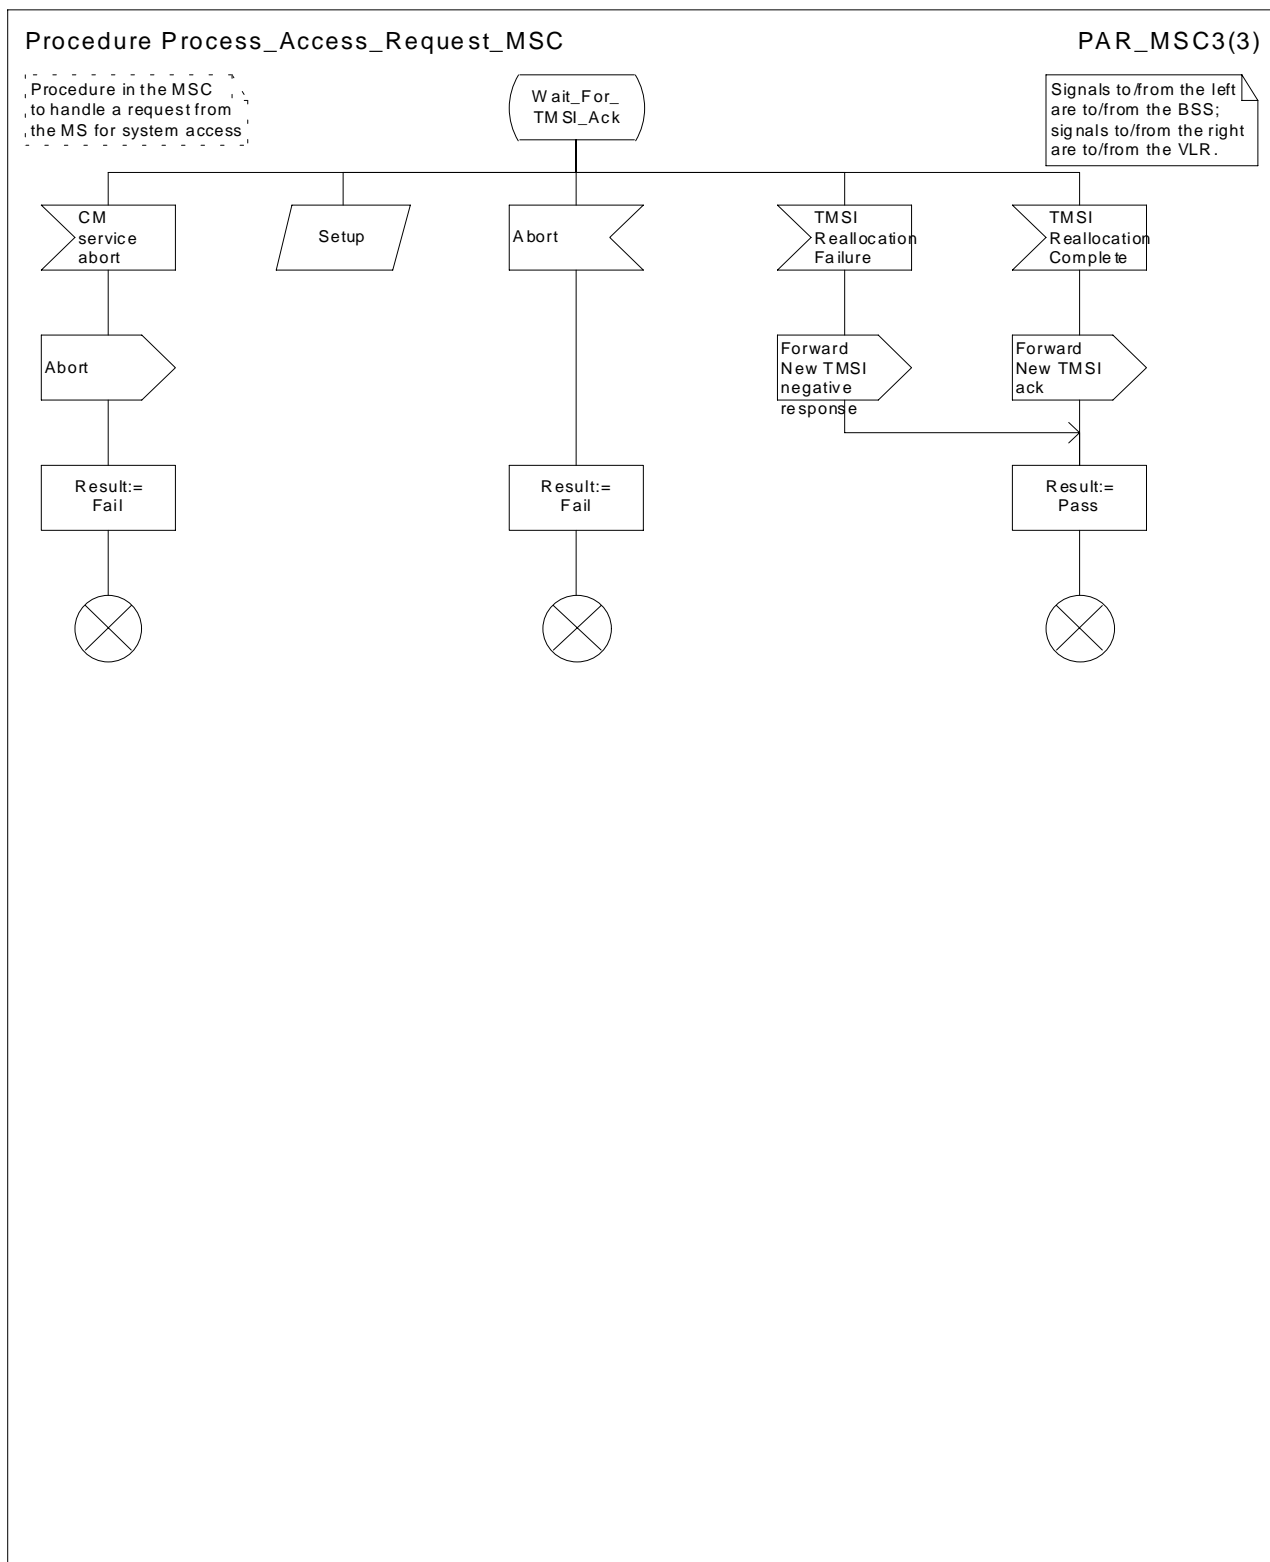 Procedure Process_Access_Request_MSC
PAR_MSC3(3)
Procedure in the MSC
to handle a request from
the MS for system access
Wait_For_
TMSI_Ack
Signals to/from the left
are to/from the BSS;
signals to/from the right
are to/from the VLR.
CM
service
abort
Setup
Abort
TMSI
Reallocation
Failure
TMSI
Reallocation
Complete
Abort
Forward
New TMSI
negative
response
Forward
New TMSI
ack
Result:=
Fail
Result:=
Fail
Result:=
Pass